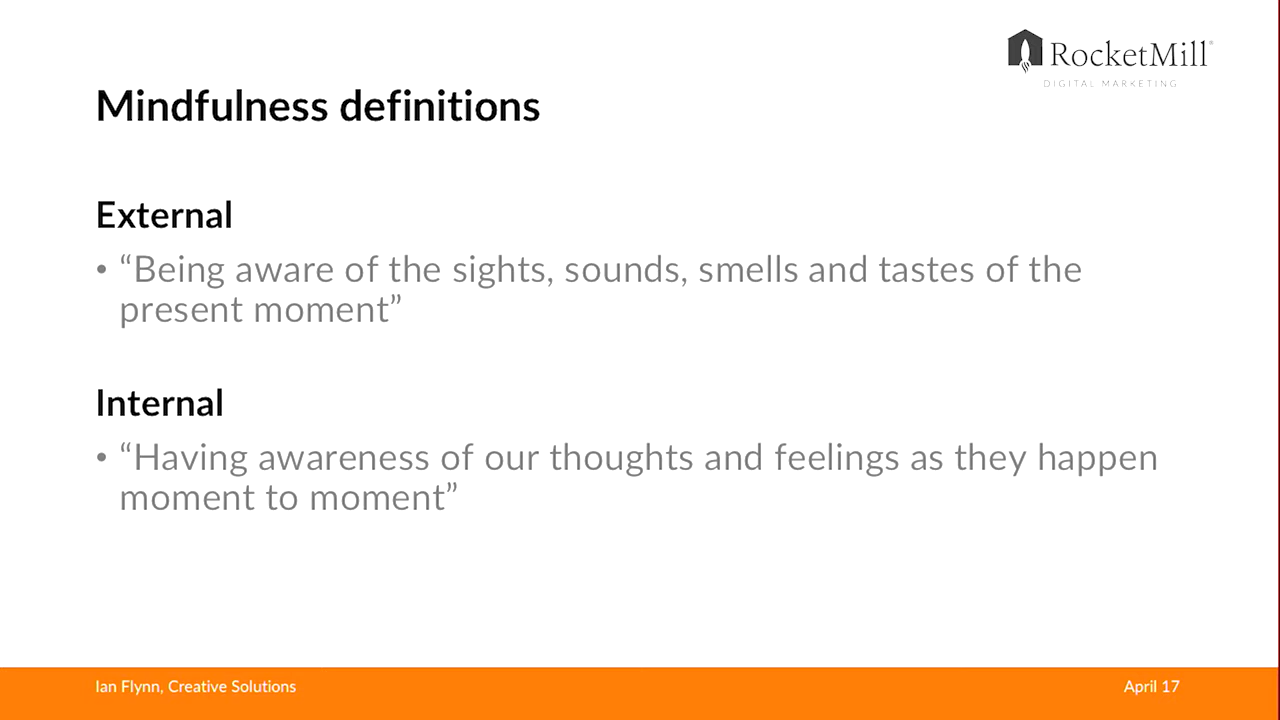 RocketMill®
DIGITAL MARKETING
Mindfulness definitions
External
• “Being aware of the sights, sounds, smells and tastes of the
present moment”
Internal
• “Having awareness of our thoughts and feelings as they happen
moment to moment”
Ian Flynn, Creative Solutions
April 17